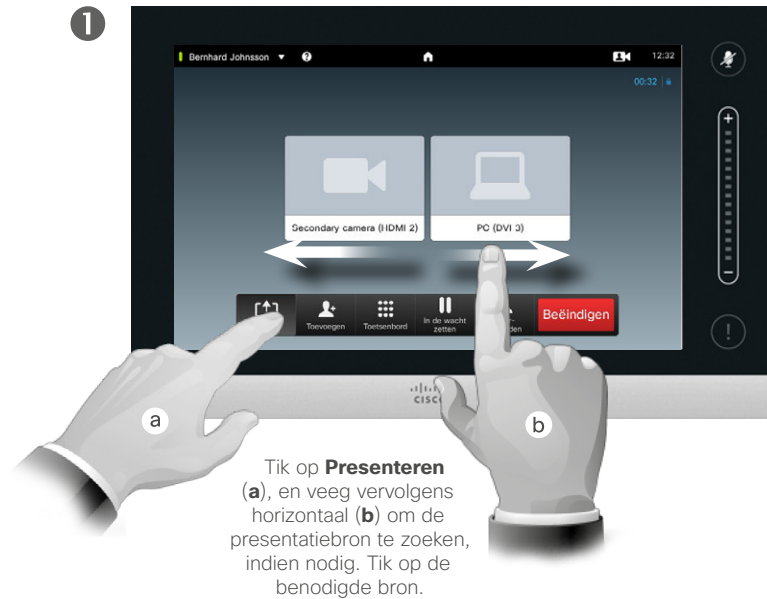 1
Bernhard Johnsson
?
12:32
00:32
Secondary camera (HDMI 2)
PC (DVI 3)
Toevoegen
Toetsenbord
In de wacht
zetten
Beëindigen
CISCO
a
b
Tik op Presenteren
(a), en veeg vervolgens
horizontaal (b) om de
presentatiebron te zoeken,
indien nodig. Tik op de
benodigde bron.